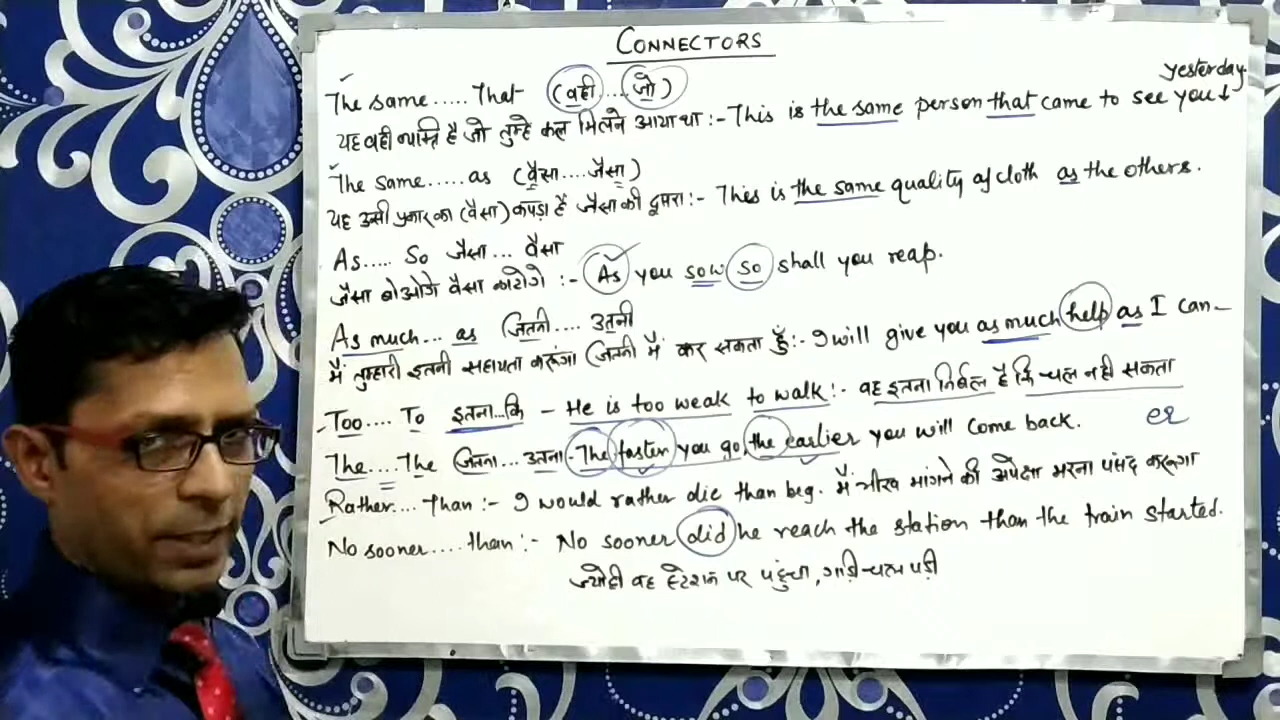 CONNECTORS
The same..... That (वही....जो)
yesterday
यह वही व्यक्ति है जो तुम्हे कल मिलने आया था :- This is the same person that came to see you↓
The same..... as (वैसा....जैसा)
यह उसी प्रकार का (वैसा) कपड़ा है जैसा की दूसरा:- This is the same quality of cloth as the others.
As..... So जैसा... वैसा
जैसा बोओगे वैसा काटोगे :- As you sow so shall you reap.
As much... as जितनी.... उतनी
मैं तुम्हारी इतनी सहायता करूंगा जितनी मैं कर सकता हूँ:- I will give you as much help as I can-
Too.... To इतना...कि - He is too weak to walk:- वह इतना निर्बल है कि चल नही सकता
The....The जितना... उतना- The faster you go, the earlier you will come back. er
Rather.... Than :- I would rather die than beg. मैं भीख मांगने की अपेक्षा मरना पसंद करूंगा
No sooner.... than:- No sooner did he reach the station than the train started.
ज्योही वह स्टेशन पर पहुंचा, गाड़ी चल पड़ी